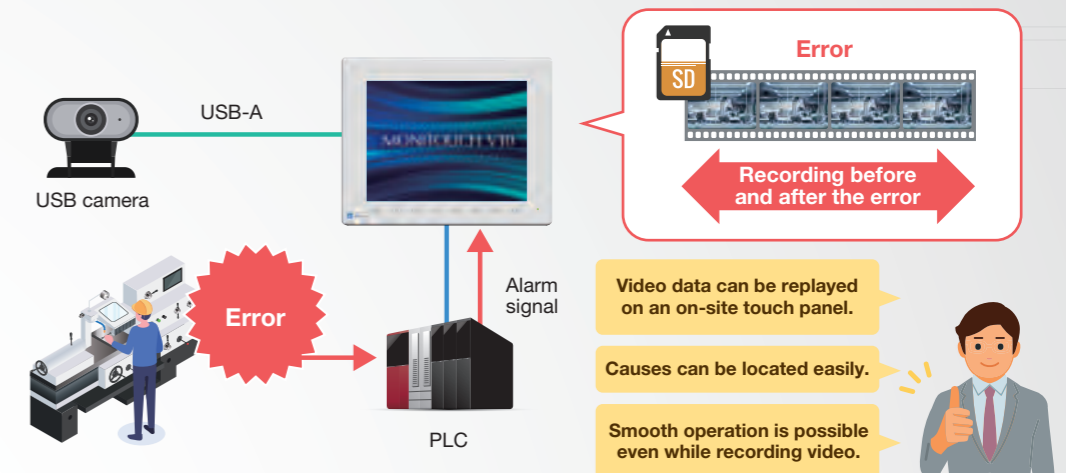 USB-A
USB camera
MONITOUCH V10
SD
Error
Recording before
and after the error
Error
Alarm
signal
PLC
Video data can be replayed
on an on-site touch panel.
Causes can be located easily.
Smooth operation is possible
even while recording video.